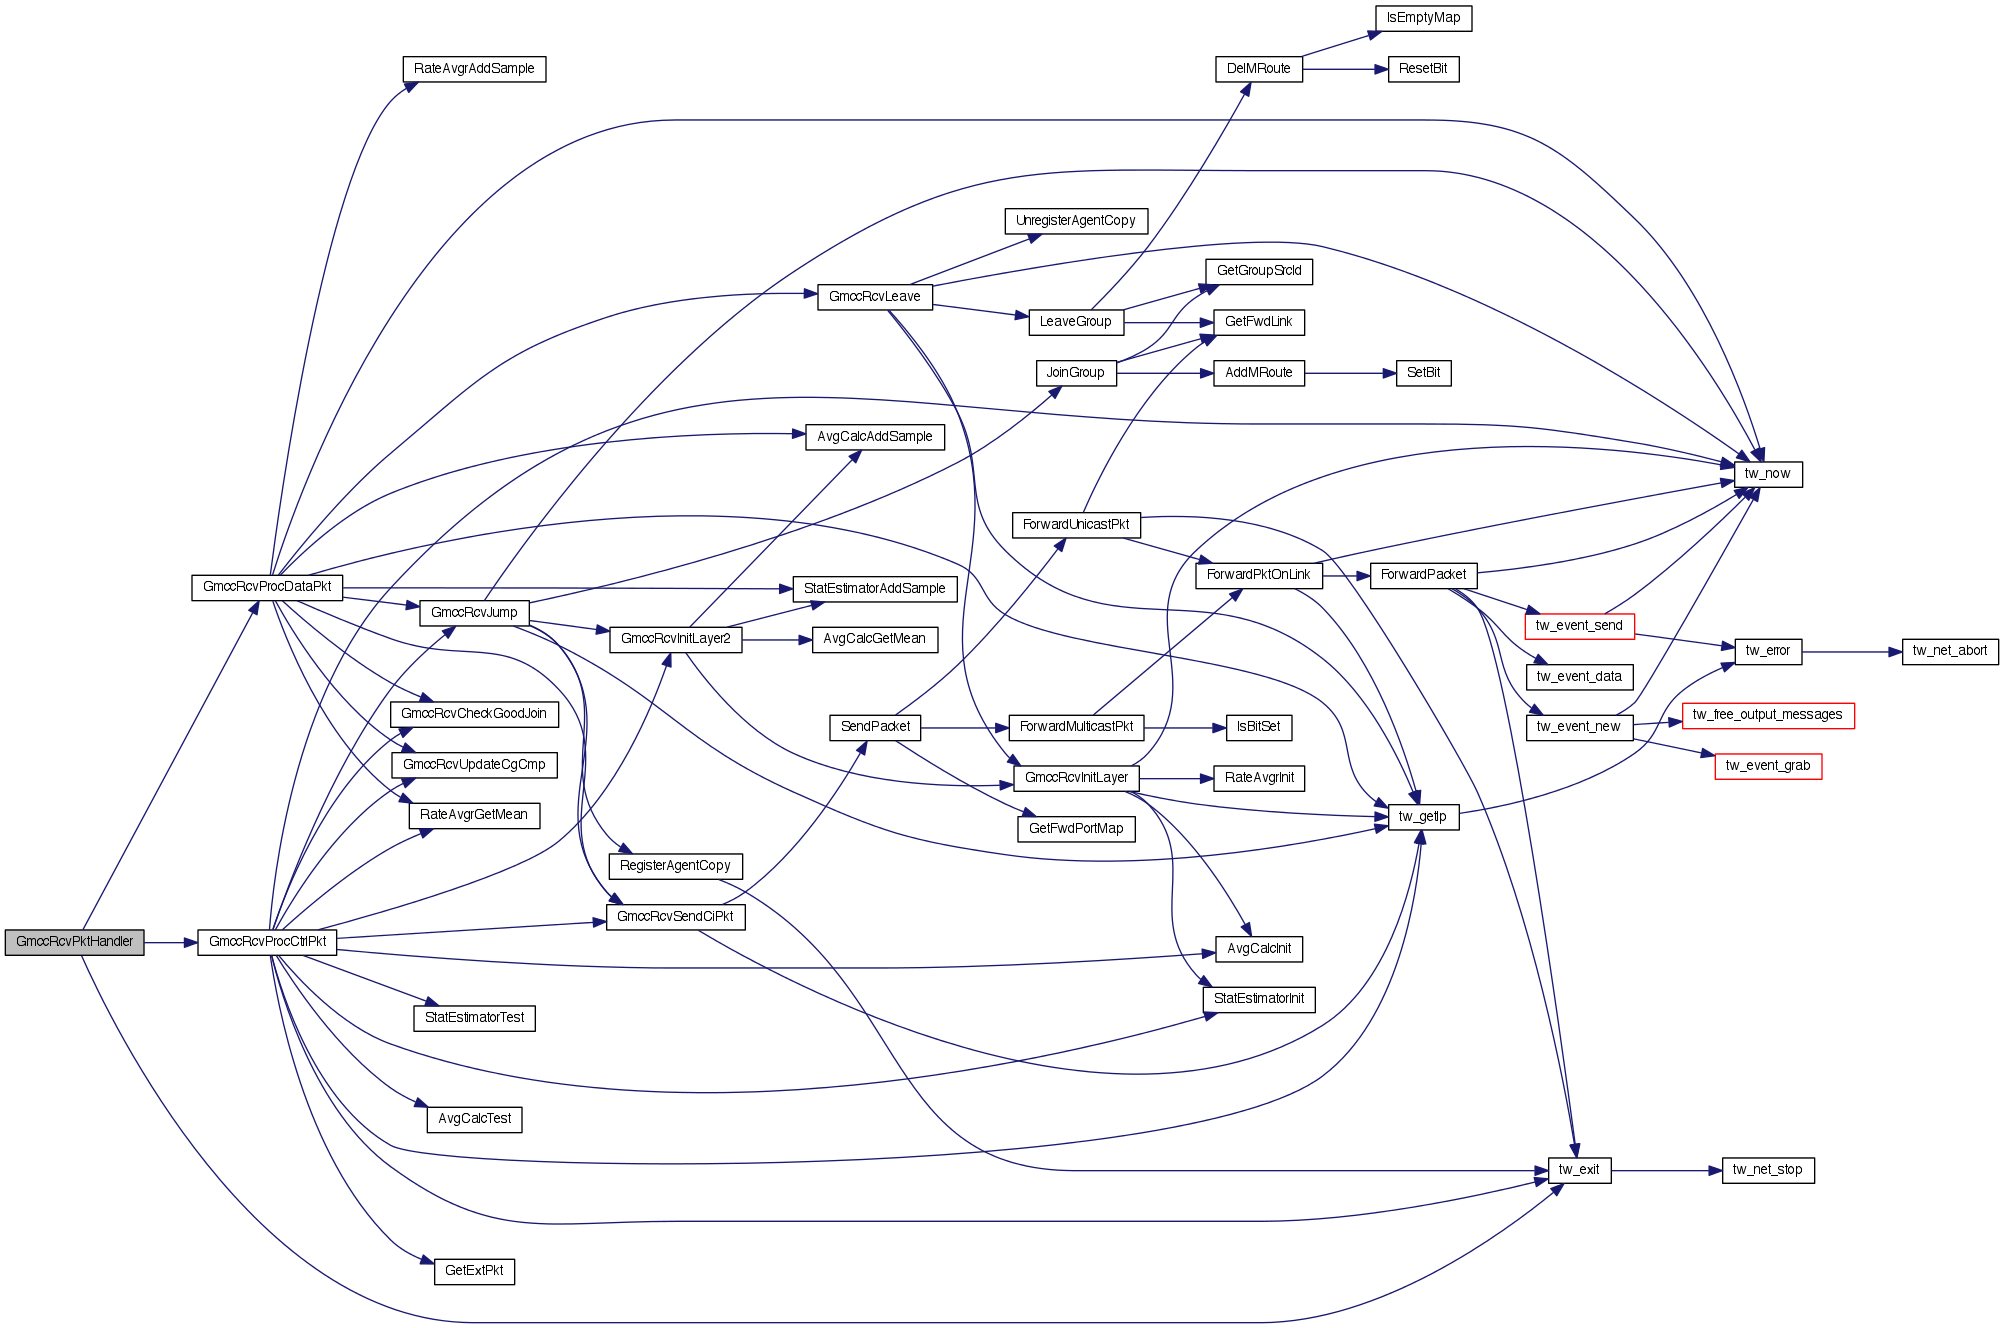 IsEmptyMap
RateAvgrAddSample
DelMRoute
ResetBit
UnregisterAgentCopy
GetGroupSrcId
GmccRcvLeave
LeaveGroup
GetFwdLink
JoinGroup
AddMRoute
SetBit
AvgCalcAddSample
tw_now
ForwardUnicastPkt
ForwardPktOnLink
ForwardPacket
GmccRcvProcDataPkt
StatEstimatorAddSample
GmccRcvJump
tw_event_send
GmccRcvInitLayer2
AvgCalcGetMean
tw_error
tw_net_abort
tw_event_data
GmccRcvCheckGoodJoin
tw_free_output_messages
SendPacket
ForwardMulticastPkt
IsBitSet
tw_event_new
GmccRcvUpdateCgCmp
tw_event_grab
GmccRcvInitLayer
RateAvgrInit
RateAvgrGetMean
tw_getlp
GetFwdPortMap
RegisterAgentCopy
GmccRcvSendCiPkt
GmccRcvPktHandler
GmccRcvProcCtrlPkt
AvgCalcInit
StatEstimatorInit
StatEstimatorTest
AvgCalcTest
tw_exit
tw_net_stop
GetExtPkt